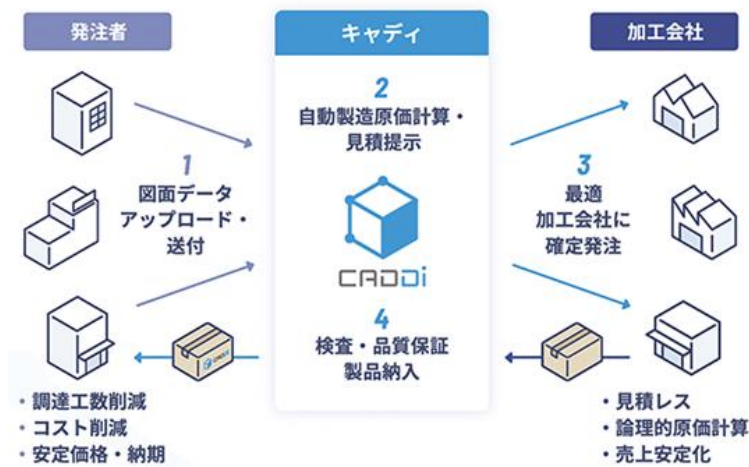 発注者
キャディ
加工会社
1
図面データ
アップロード・
送付
2
自動製造原価計算・
見積提示
CADDi
3
最適
加工会社に
確定発注
4
検査・品質保証
製品納入
CADDi
・調達工数削減
・コスト削減
・安定価格・納期
・見積レス
・論理的原価計算
・売上安定化